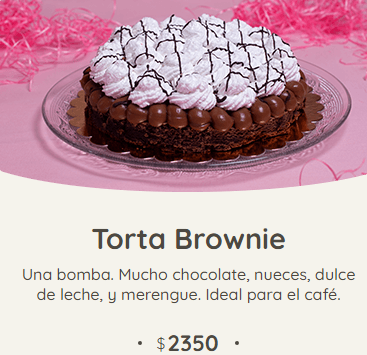 Torta Brownie
Una bomba. Mucho chocolate, nueces, dulce
de leche, y merengue. Ideal para el café.
• $2350 •